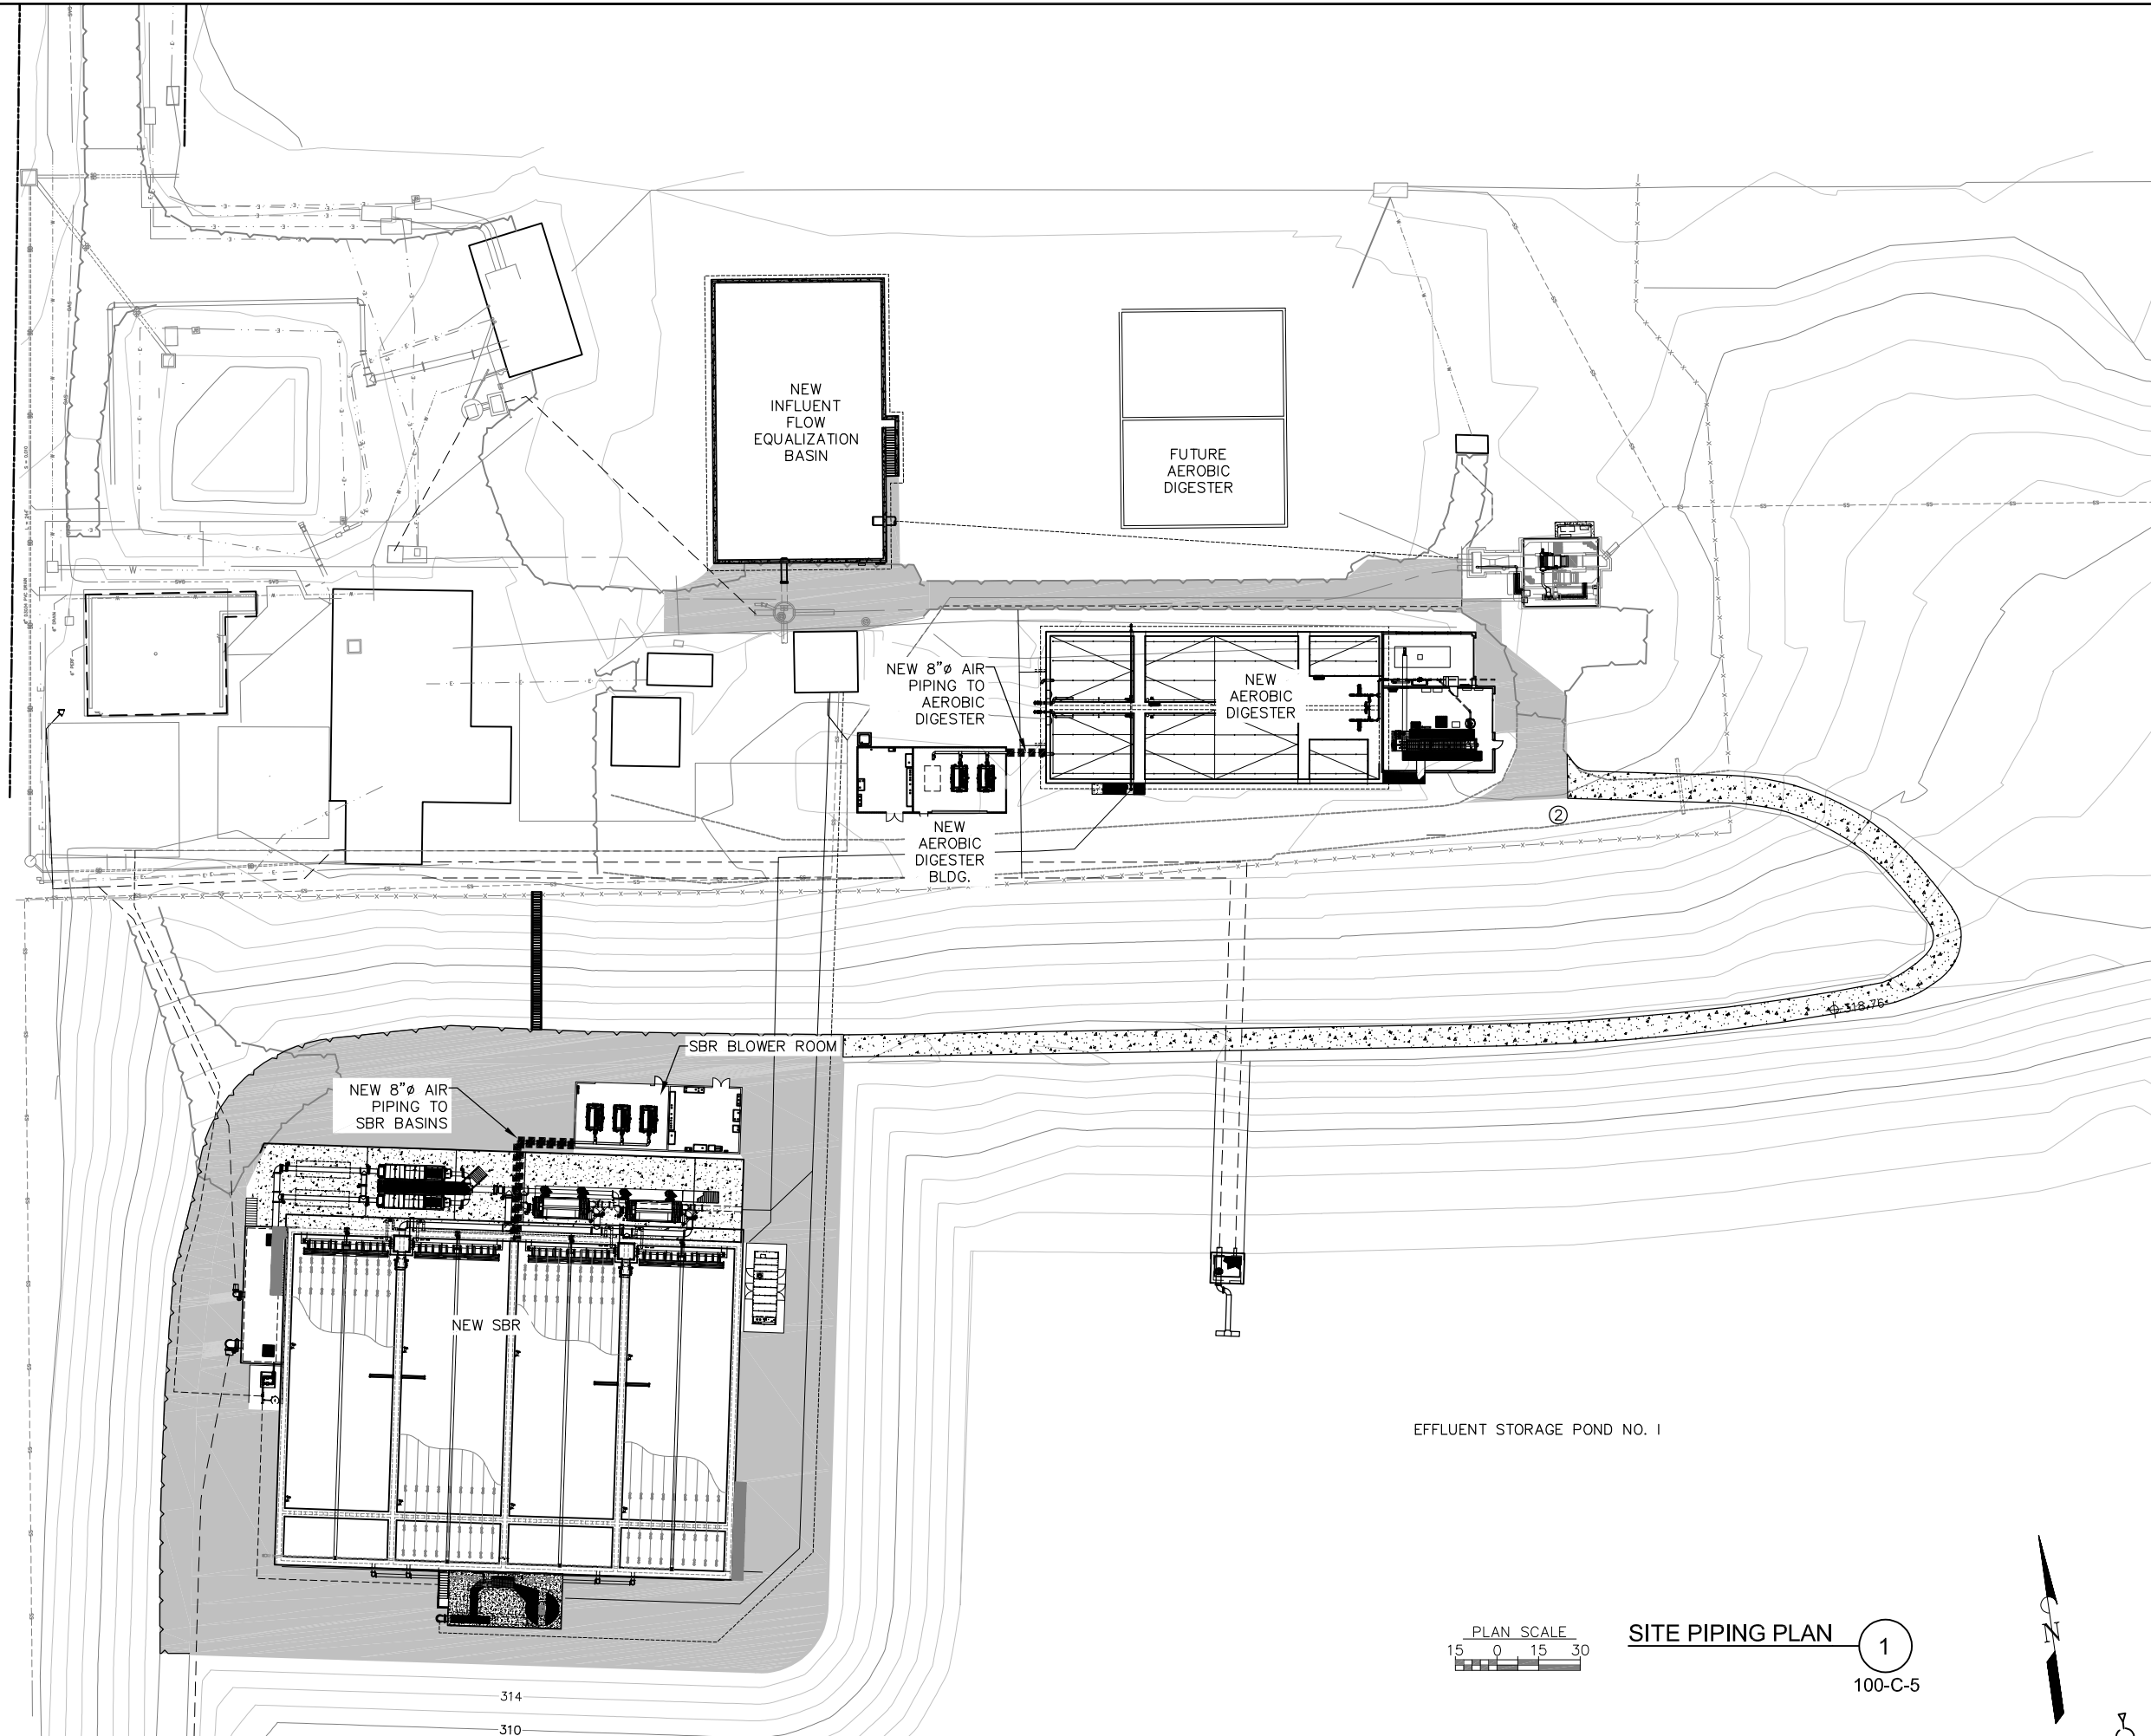 NEW
INFLUENT
FLOW
EQUALIZATION
BASIN
FUTURE
AEROBIC
DIGESTER
NEW 8"ø AIR
PIPING TO
AEROBIC
DIGESTER
NEW
AEROBIC
DIGESTER
NEW
AEROBIC
DIGESTER
BLDG.
2
318.76
SBR BLOWER ROOM
NEW 8"ø AIR
PIPING TO
SBR BASINS
NEW SBR
EFFLUENT STORAGE POND NO. 1
PLAN SCALE
15 0 15 30
SITE PIPING PLAN
1
100-C-5
N
314
310